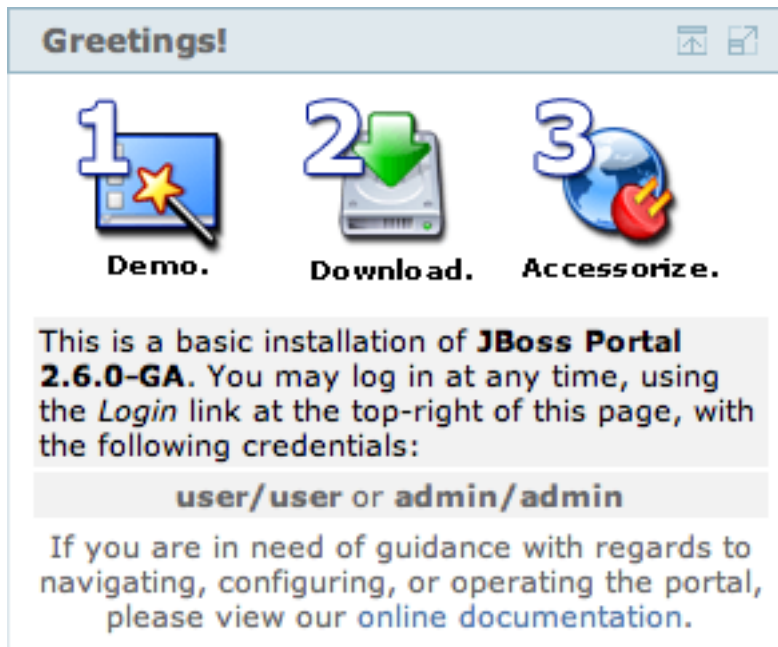 Greetings!
1 2 3
Demo. Download. Accessorize.
This is a basic installation of JBoss Portal
2.6.0-GA. You may log in at any time, using
the Login link at the top-right of this page, with
the following credentials:
user/user or admin/admin
If you are in need of guidance with regards to
navigating, configuring, or operating the portal,
please view our online documentation.